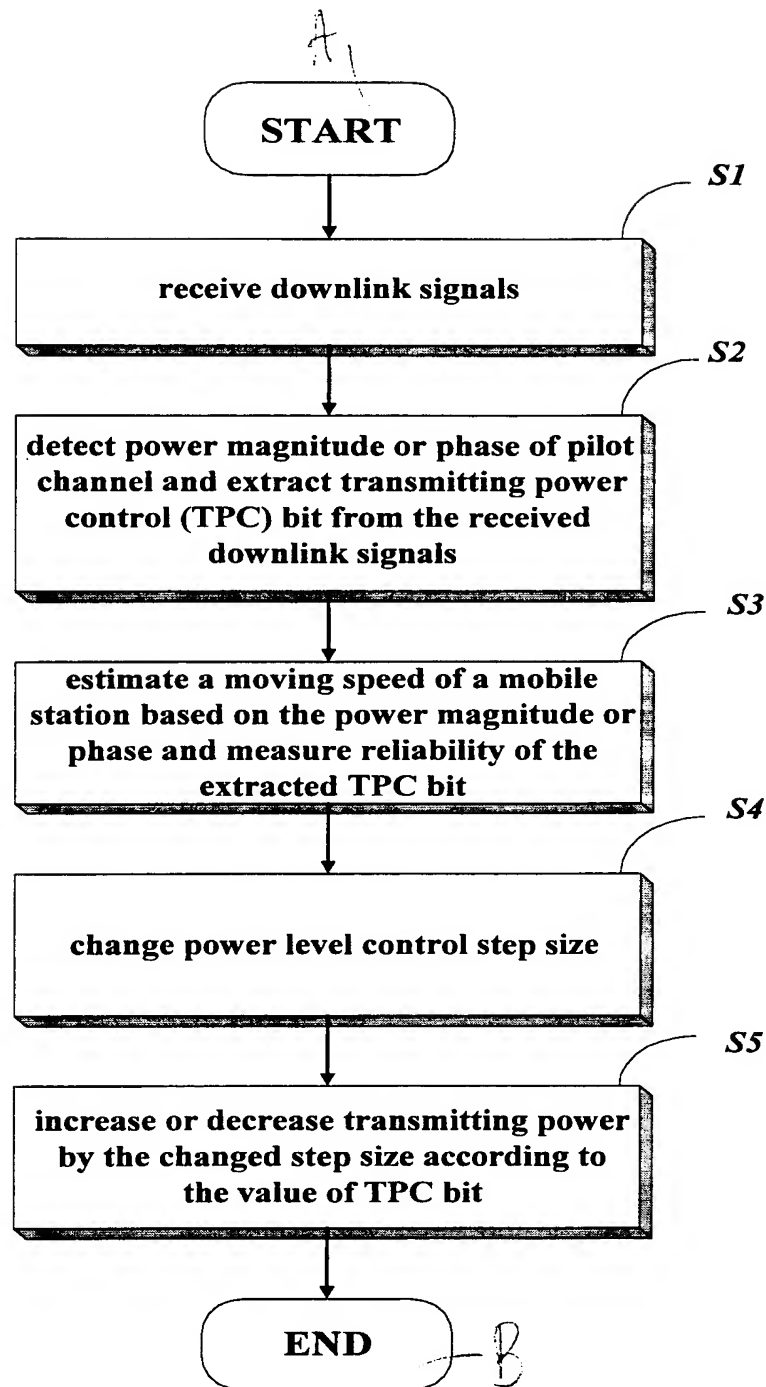 A
START
S1
receive downlink signals
S2
detect power magnitude or phase of pilot
channel and extract transmitting power
control (TPC) bit from the received
downlink signals
S3
estimate a moving speed of a mobile
station based on the power magnitude or
phase and measure reliability of the
extracted TPC bit
S4
change power level control step size
S5
increase or decrease transmitting power
by the changed step size according to
the value of TPC bit
END
B